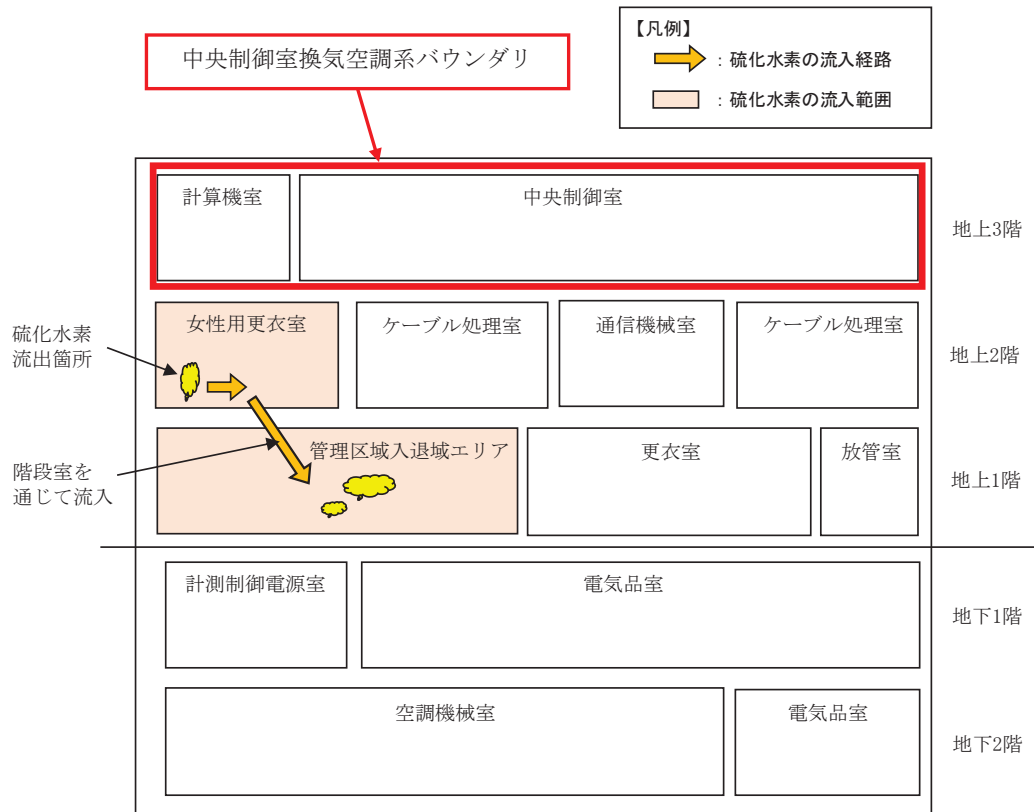 中央制御室換気空調系バウンダリ
【凡例】
：硫化水素の流入経路
：硫化水素の流入範囲
計算機室
中央制御室
地上3階
硫化水素
流出箇所
女性用更衣室
ケーブル処理室
通信機械室
ケーブル処理室
地上2階
階段室を
通じて流入
管理区域入退域エリア
更衣室
放管室
地上1階
計測制御電源室
電気品室
地下1階
空調機械室
電気品室
地下2階